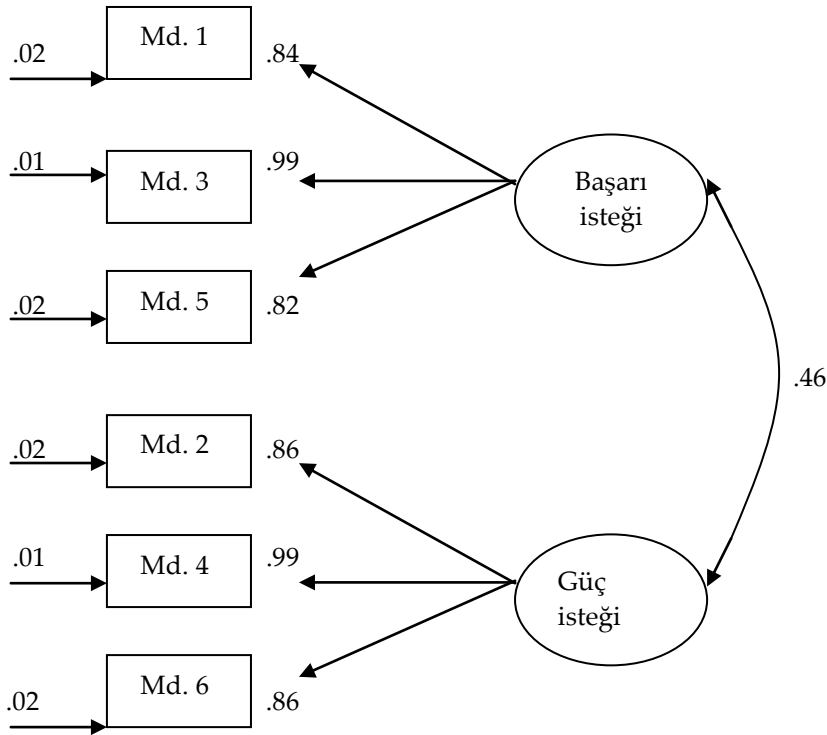 Md. 1
.02
.84
.01
Md. 3
.99
Başarı
isteği
Md. 5
.02
.82
.46
Md. 2
.02
.86
Md. 4
.01
.99
Güç
isteği
Md. 6
.02
.86